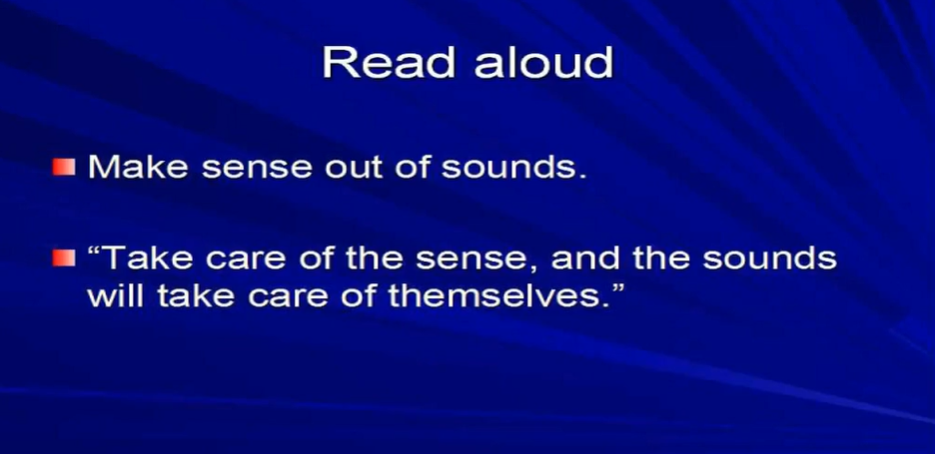 Read aloud
Make sense out of sounds.
“Take care of the sense, and the sounds
will take care of themselves.”